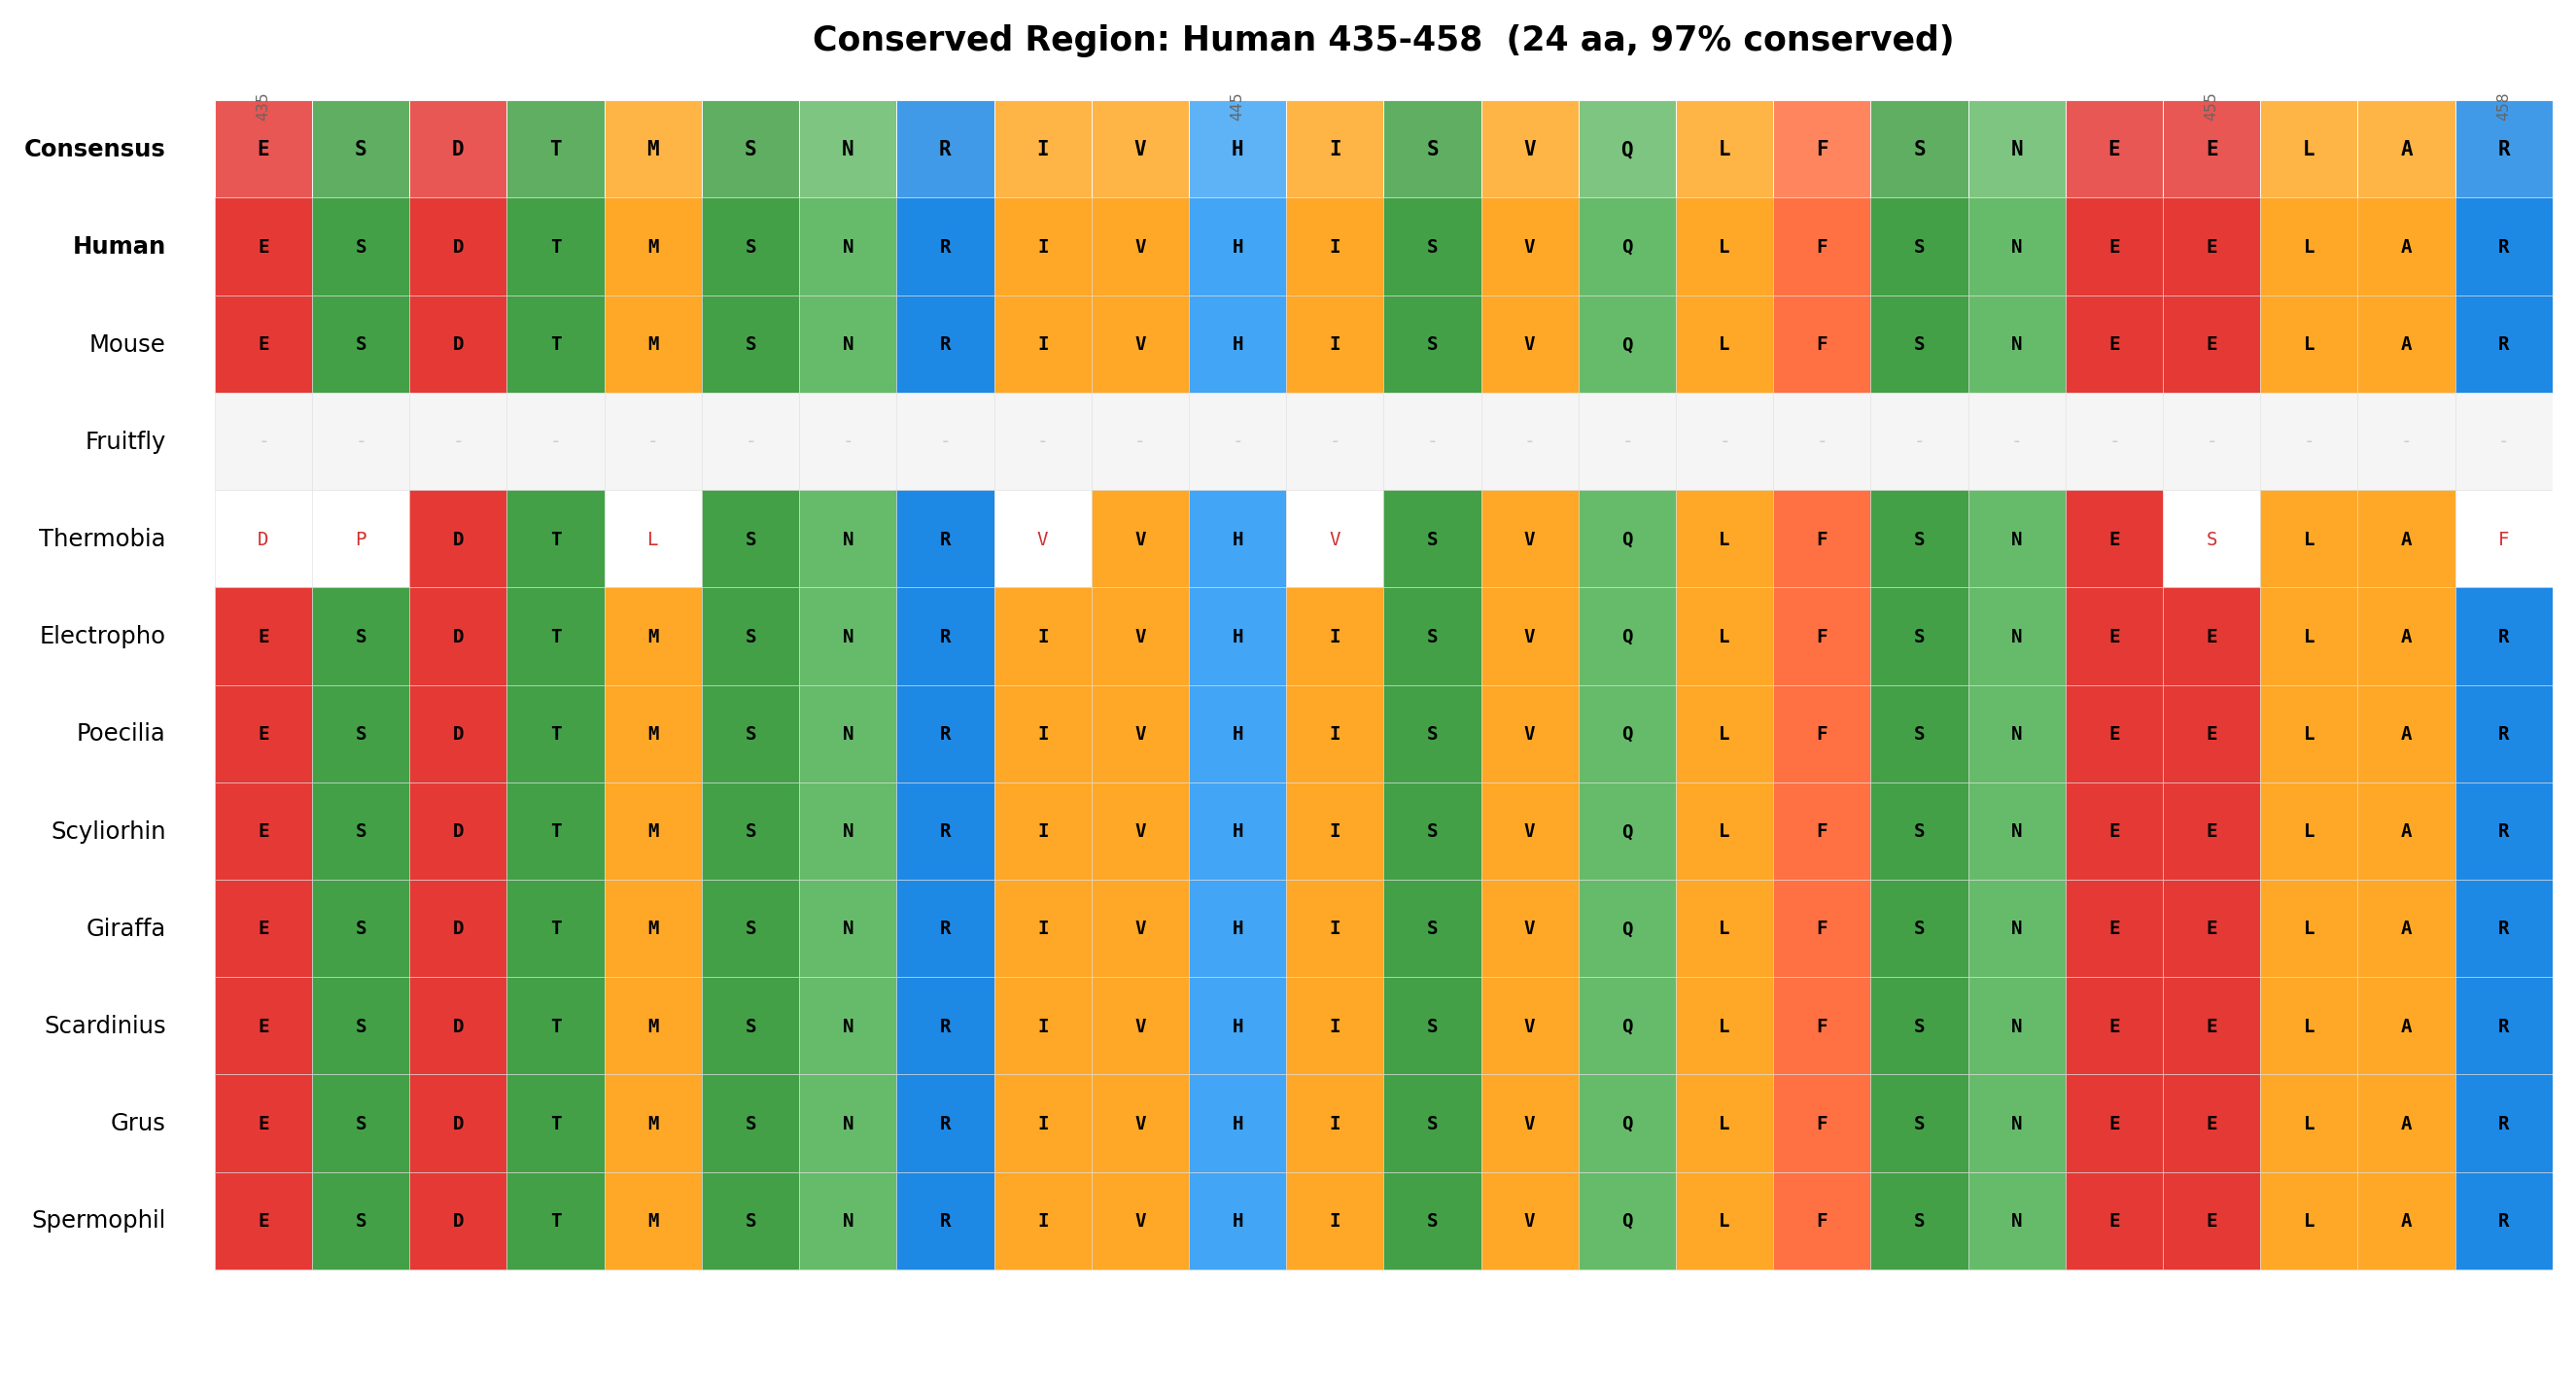 Conserved Region: Human 435-458 (24 aa, 97% conserved)
435 445 455 458
Consensus E S D T M S N R I V H I S V Q L F S N E E L A R
Human E S D T M S N R I V H I S V Q L F S N E E L A R
Mouse E S D T M S N R I V H I S V Q L F S N E E L A R
Fruitfly - - - - - - - - - - - - - - - - - - - - - - - -
Thermobia D P D T L S N R V V H V S V Q L F S N E S L A F
Electropho E S D T M S N R I V H I S V Q L F S N E E L A R
Poecilia E S D T M S N R I V H I S V Q L F S N E E L A R
Scyliorhin E S D T M S N R I V H I S V Q L F S N E E L A R
Giraffa E S D T M S N R I V H I S V Q L F S N E E L A R
Scardinius E S D T M S N R I V H I S V Q L F S N E E L A R
Grus E S D T M S N R I V H I S V Q L F S N E E L A R
Spermophil E S D T M S N R I V H I S V Q L F S N E E L A R